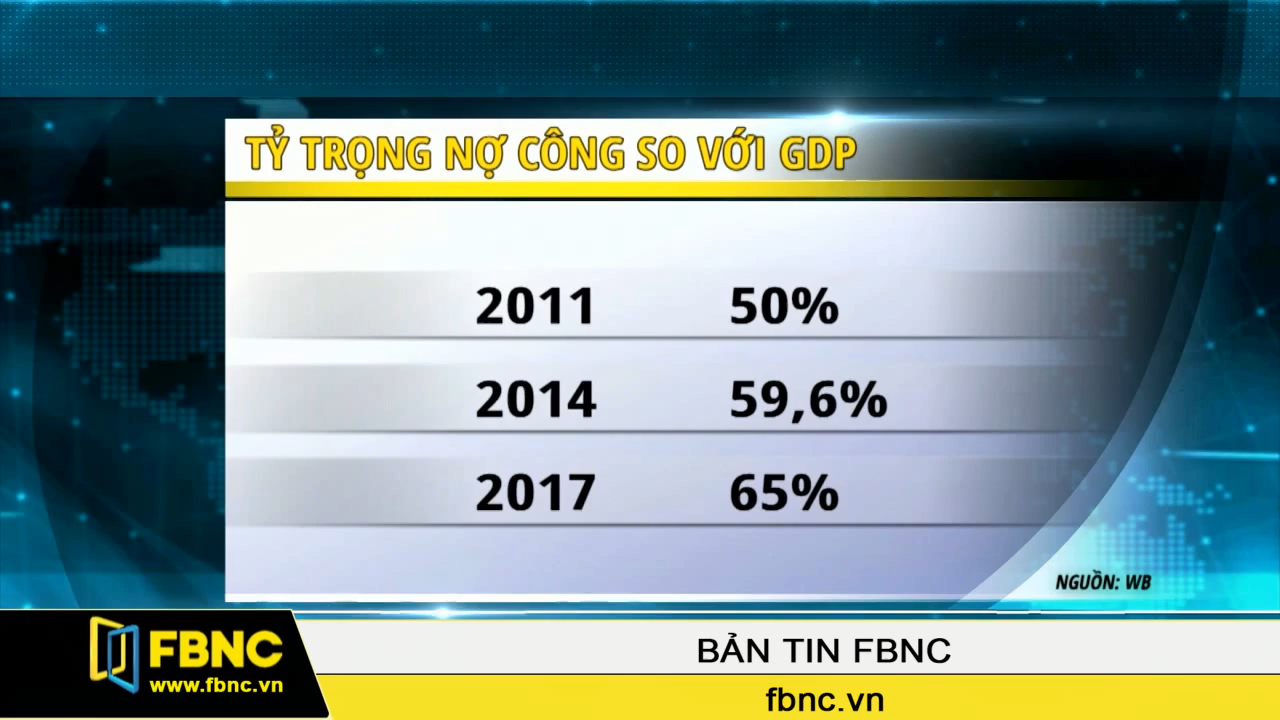 TỶ TRỌNG NỢ CÔNG SO VỚI GDP
2011 50%
2014 59,6%
2017 65%
NGUỒN: WB
FBNC
www.fbnc.vn
BẢN TIN FBNC
fbnc.vn